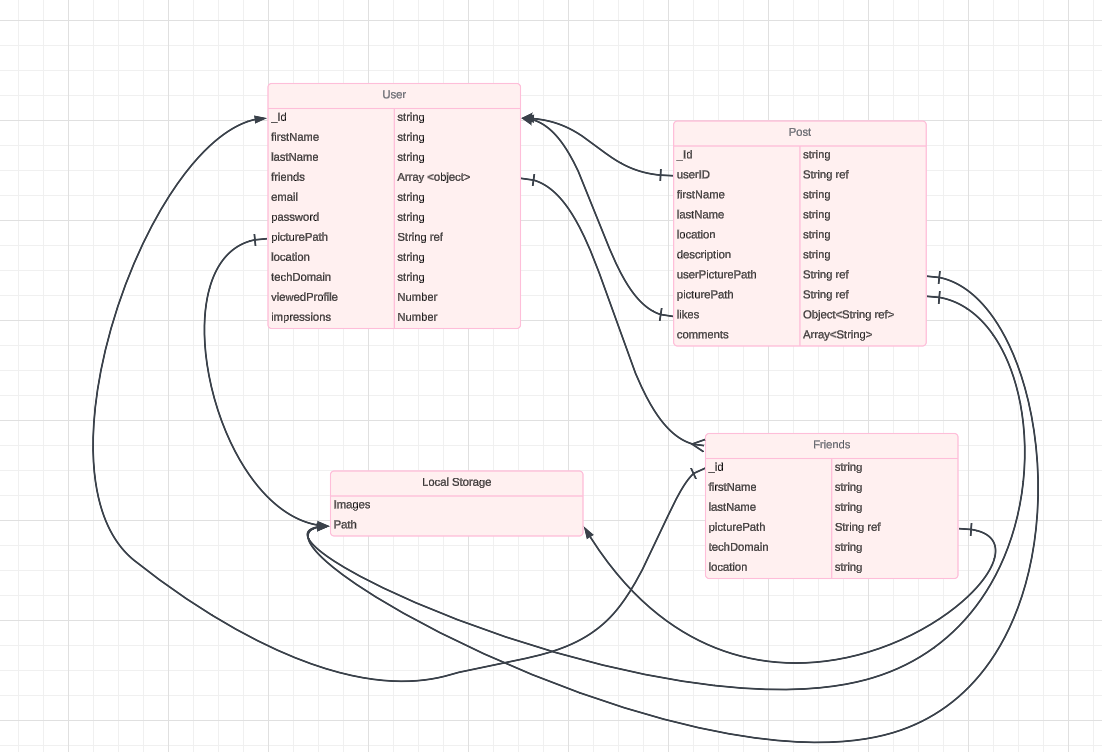 User
_Id string
firstName string
lastName string
friends Array <object>
email string
password string
picturePath String ref
location string
techDomain string
viewedProfile Number
impressions Number
Post
_Id string
userID String ref
firstName string
lastName string
location string
description string
userPicturePath String ref
picturePath String ref
likes Object<String ref>
comments Array<String>
Friends
_id string
firstName string
lastName string
picturePath String ref
techDomain string
location string
Local Storage
Images
Path